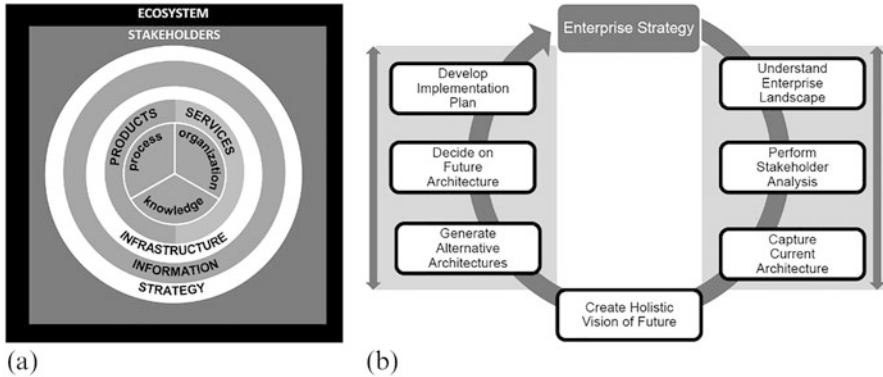 ECOSYSTEM
STAKEHOLDERS
PRODUCTS
SERVICES
process
organization
knowledge
INFRASTRUCTURE
INFORMATION
STRATEGY
(a)
Enterprise Strategy
Understand
Enterprise
Landscape
Perform
Stakeholder
Analysis
Capture
Current
Architecture
Create Holistic
Vision of Future
Generate
Alternative
Architectures
Decide on
Future
Architecture
Develop
Implementation
Plan
(b)